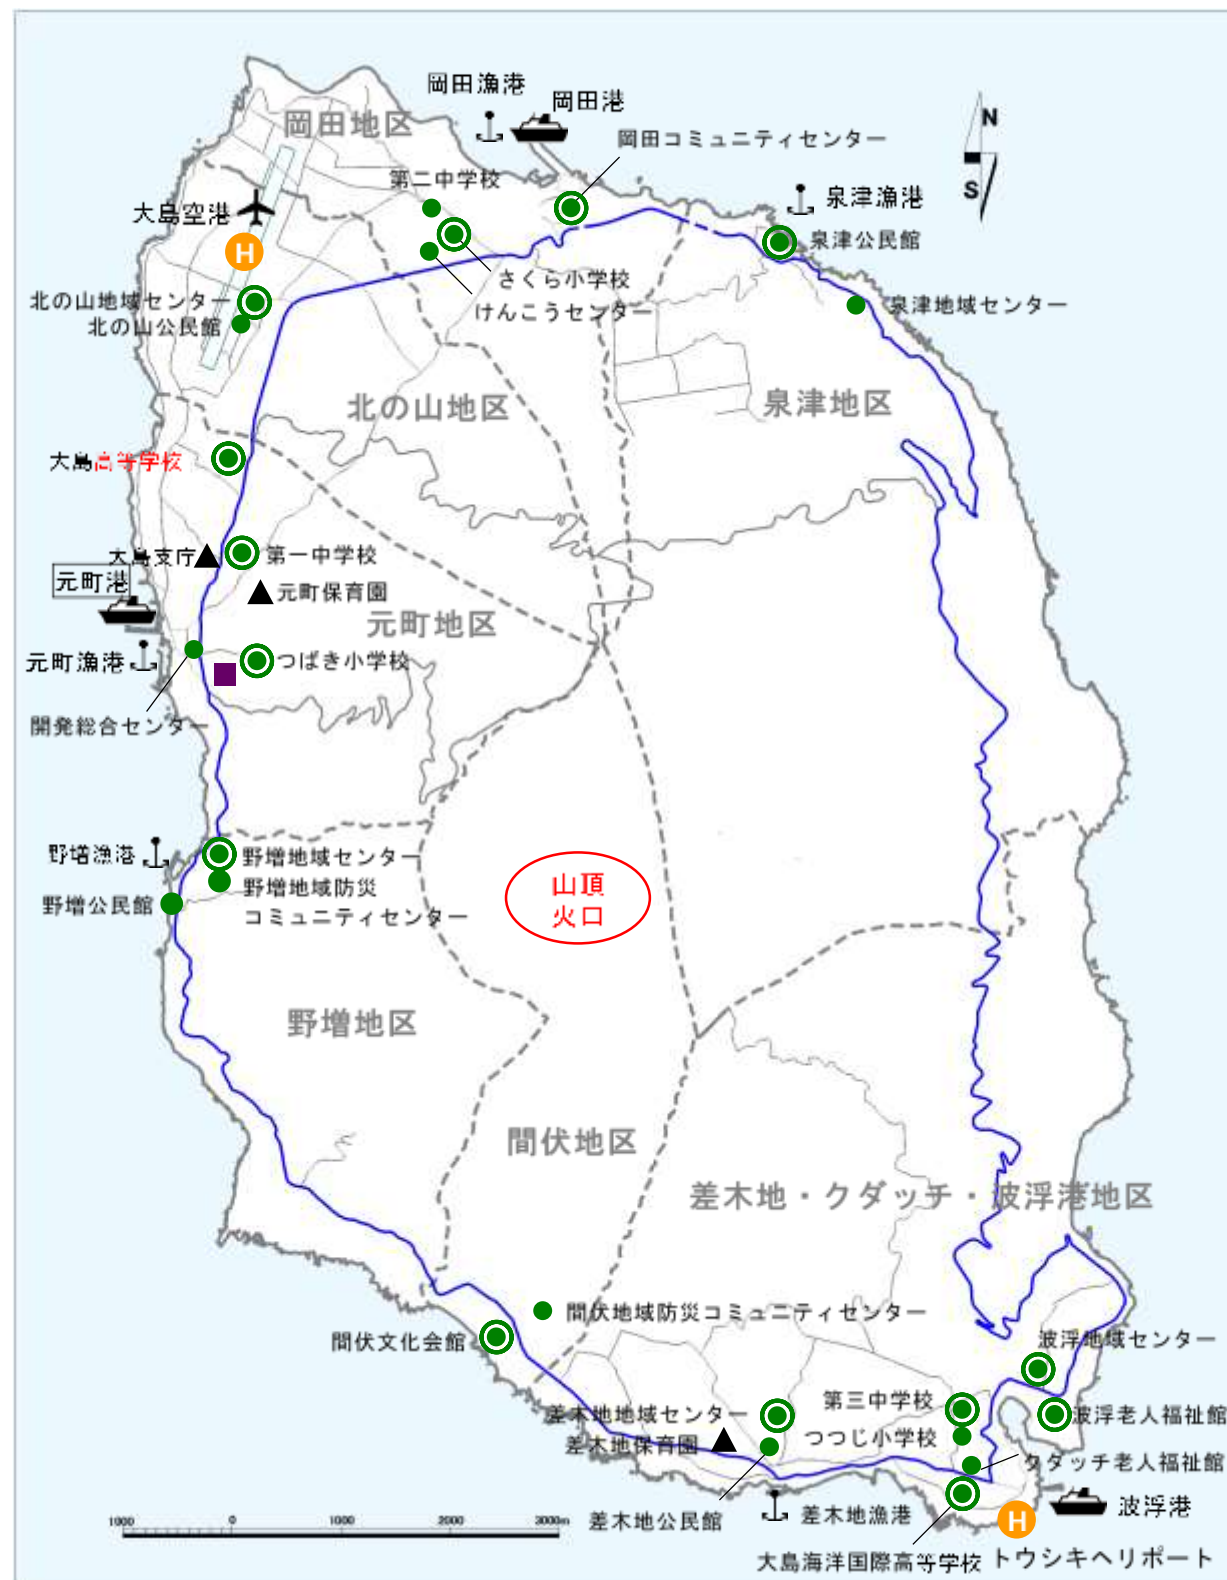 岡田漁港
岡田港
岡田地区
岡田コミュニティセンター
N
S
第二中学校
泉津漁港
大島空港
泉津公民館
H
さくら小学校
北の山地域センター
泉津地域センター
けんこうセンター
北の山公民館
北の山地区
泉津地区
大島高等学校
大島支庁
第一中学校
元町港
元町保育園
元町地区
元町漁港
つばき小学校
開発総合センター
野増漁港
野増地域センター
山頂
火口
野増地域防災
コミュニティセンター
野増公民館
野増地区
間伏地区
差木地・クダッチ・波浮港地区
間伏地域防災コミュニティセンター
間伏文化会館
波浮地域センター
第三中学校
差木地地域センター
波浮老人福祉館
つつじ小学校
差木地保育園
クダッチ老人福祉館
波浮港
差木地漁港
差木地公民館
H
1000 0 1000 2000 3000m
大島海洋国際高等学校
トウシキヘリポート